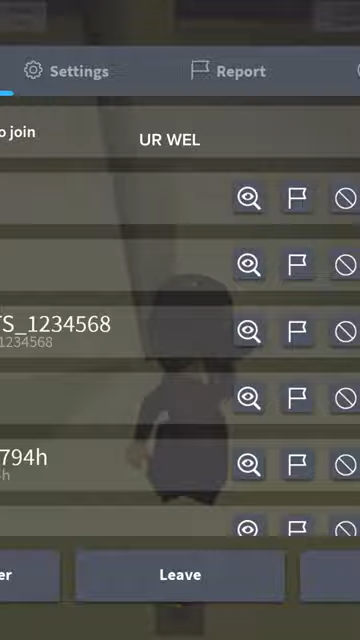 Settings
Report
o join
UR WEL
TS_1234568
1234568
794h
h
er
Leave